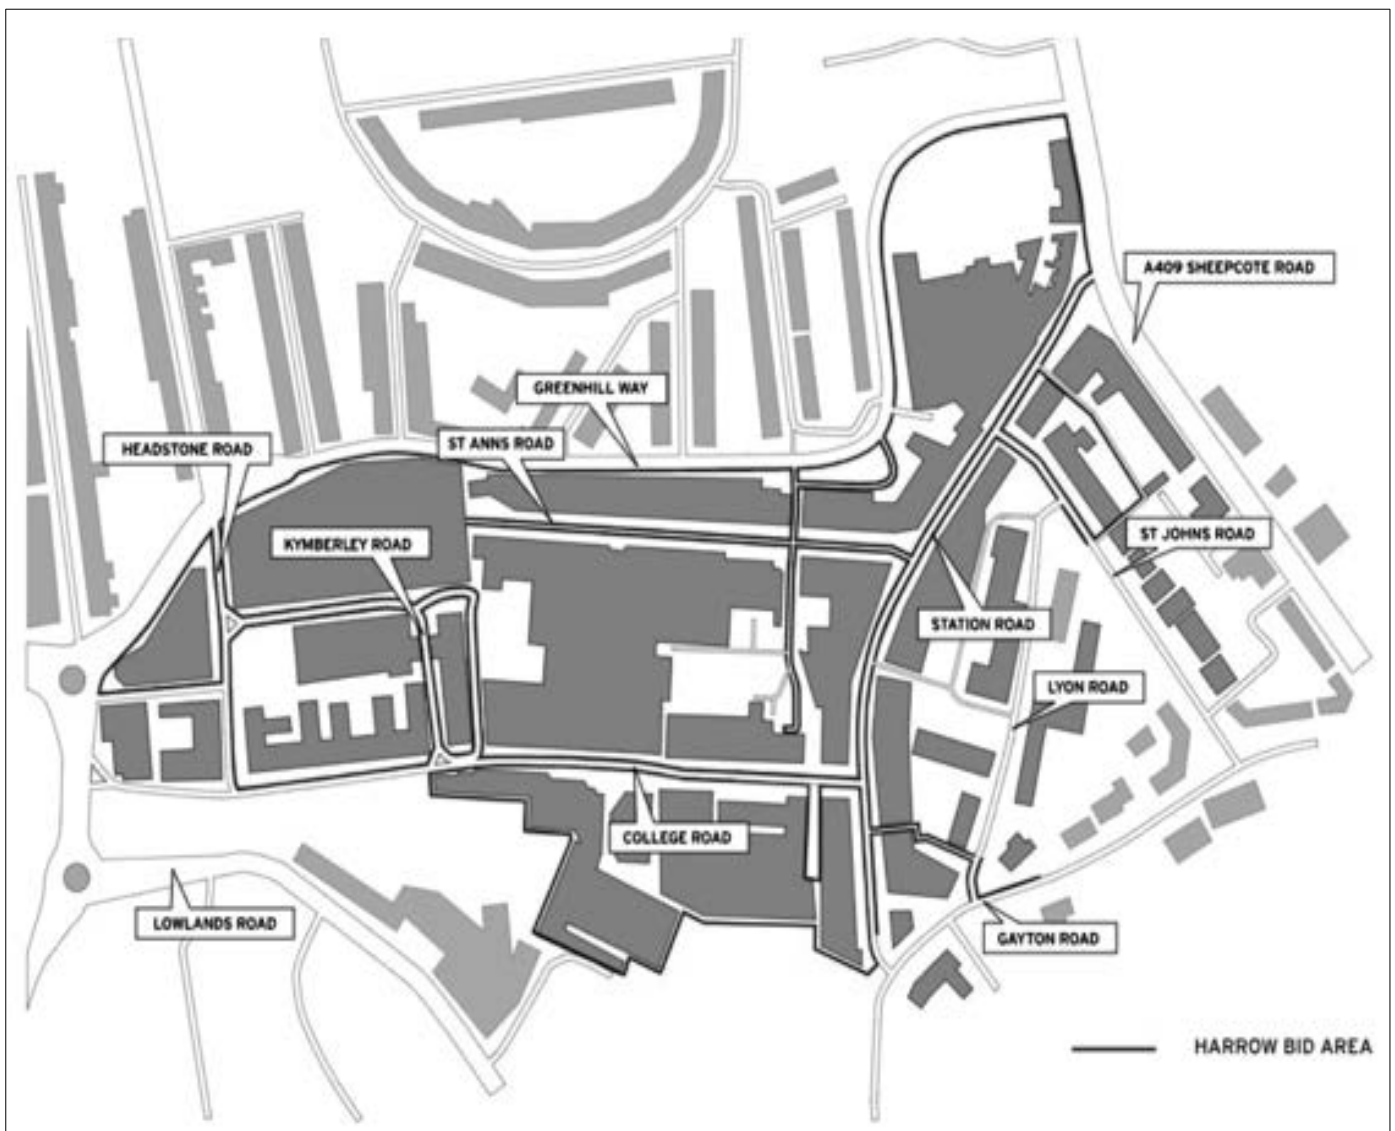 A409 SHEEPCOTE ROAD
GREENHILL WAY
ST ANNS ROAD
HEADSTONE ROAD
KYMBERLEY ROAD
ST JOHNS ROAD
STATION ROAD
LYON ROAD
COLLEGE ROAD
LOWLANDS ROAD
GAYTON ROAD
HARROW BID AREA